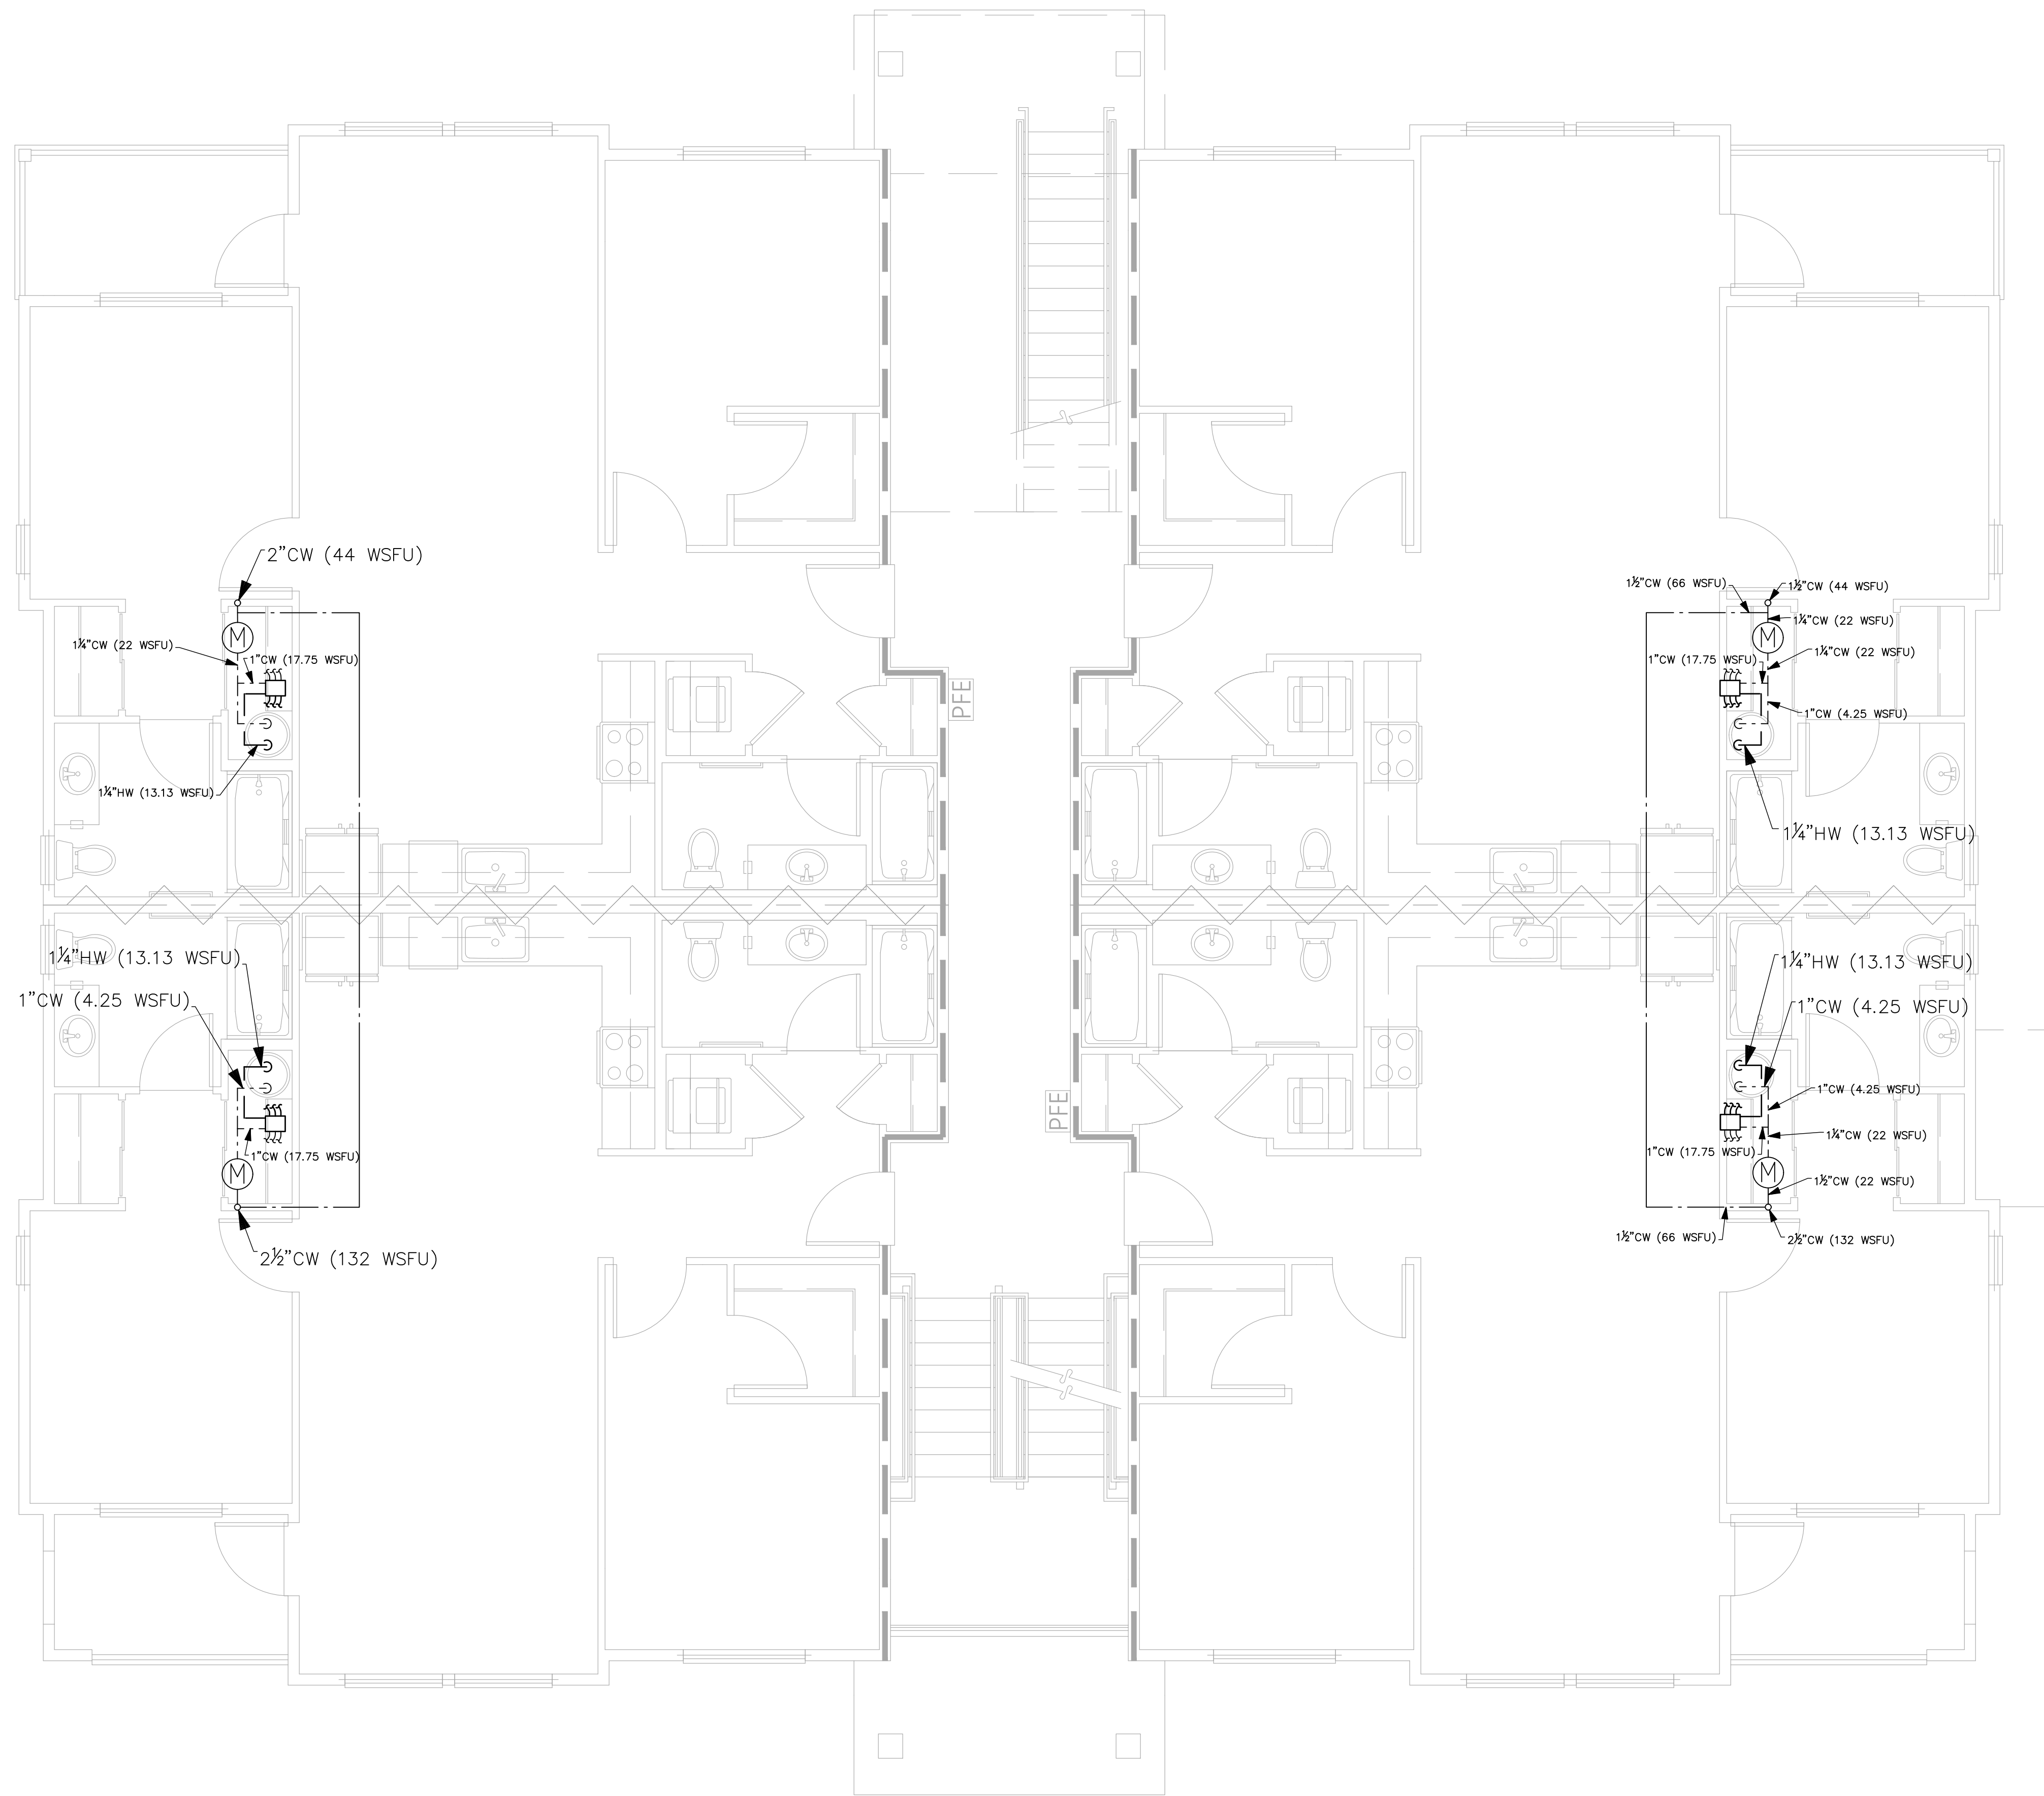 2"CW (44 WSFU)
1½"CW (66 WSFU)
1½"CW (44 WSFU)
1¼"CW (22 WSFU)
M
M
1¼"CW (22 WSFU)
1"CW (17.75 WSFU)
1"CW (17.75 WSFU)
1¼"CW (22 WSFU)
PFE
1"CW (4.25 WSFU)
1¼"HW (13.13 WSFU)
1¼"HW (13.13 WSFU)
1¼"HW (13.13 WSFU)
1¼"HW (13.13 WSFU)
1"CW (4.25 WSFU)
1"CW (4.25 WSFU)
PFE
1"CW (4.25 WSFU)
1¼"CW (22 WSFU)
1"CW (17.75 WSFU)
1"CW (17.75 WSFU)
M
M
1½"CW (22 WSFU)
1½"CW (66 WSFU)
2½"CW (132 WSFU)
2½"CW (132 WSFU)